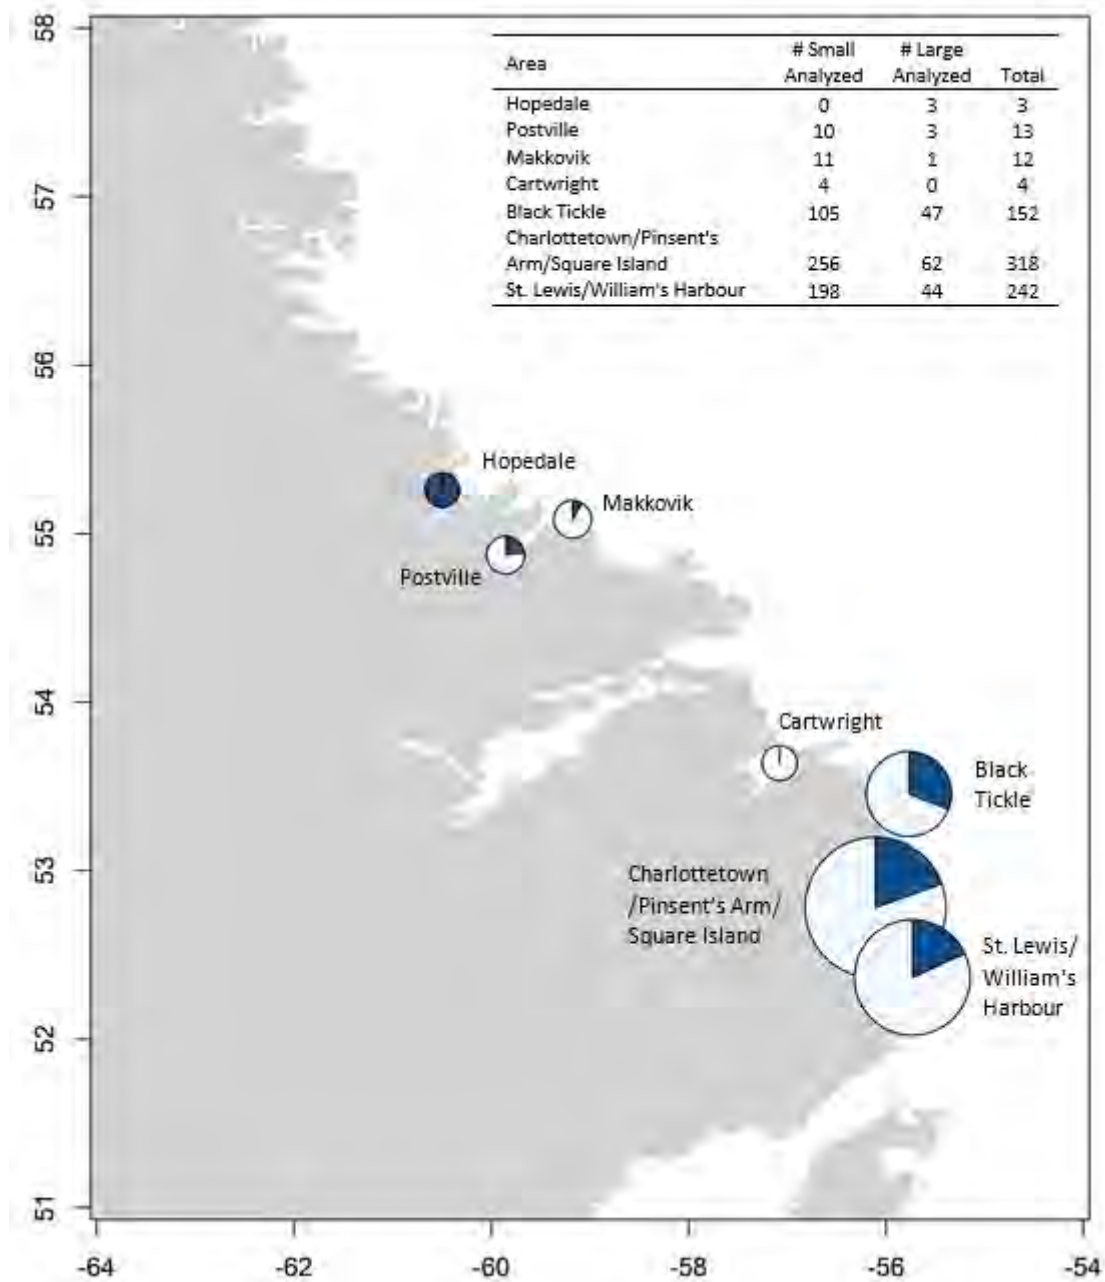 58
57
56
55
54
53
52
51
Area # Small Analyzed # Large Analyzed Total
Hopedale 0 3 3
Postville 10 3 13
Makkovik 11 1 12
Cartwright 4 0 4
Black Tickle 105 47 152
Charlottetown/Pinsent's
Arm/Square Island 256 62 318
St. Lewis/William's Harbour 198 44 242
Hopedale
Makkovik
Postville
Cartwright
Black
Tickle
Charlottetown
/Pinsent's Arm/
Square Island
St. Lewis/
William's
Harbour
-64 -62 -60 -58 -56 -54